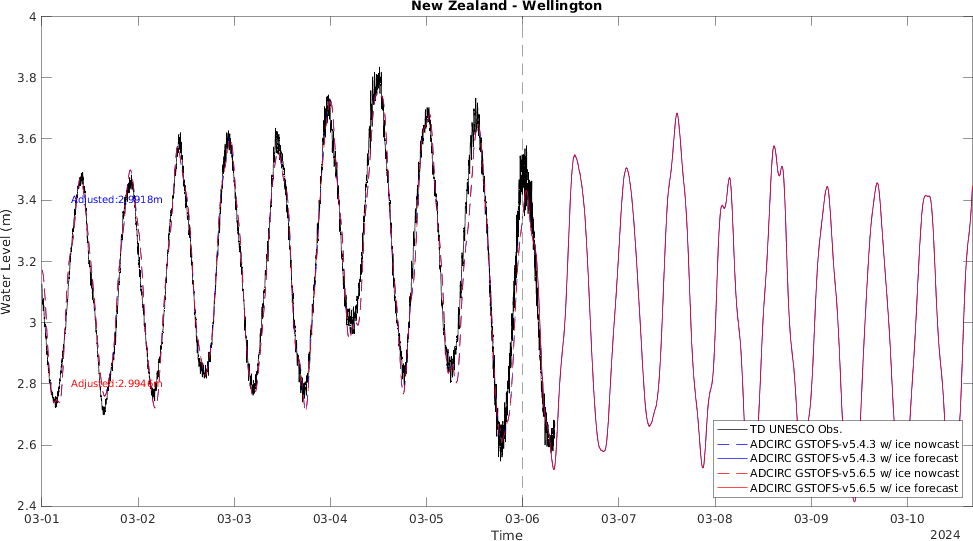 New Zealand - Wellington
4
3.8
3.6
3.4
3.2
3
2.8
2.6
2.4
Water Level (m)
Adjusted:2.9918m
Adjusted:2.9946m
TD UNESCO Obs.
ADCIRC GSTOFS-v5.4.3 w/ ice nowcast
ADCIRC GSTOFS-v5.4.3 w/ ice forecast
ADCIRC GSTOFS-v5.6.5 w/ ice nowcast
ADCIRC GSTOFS-v5.6.5 w/ ice forecast
03-01 03-02 03-03 03-04 03-05 03-06 03-07 03-08 03-09 03-10
Time
2024